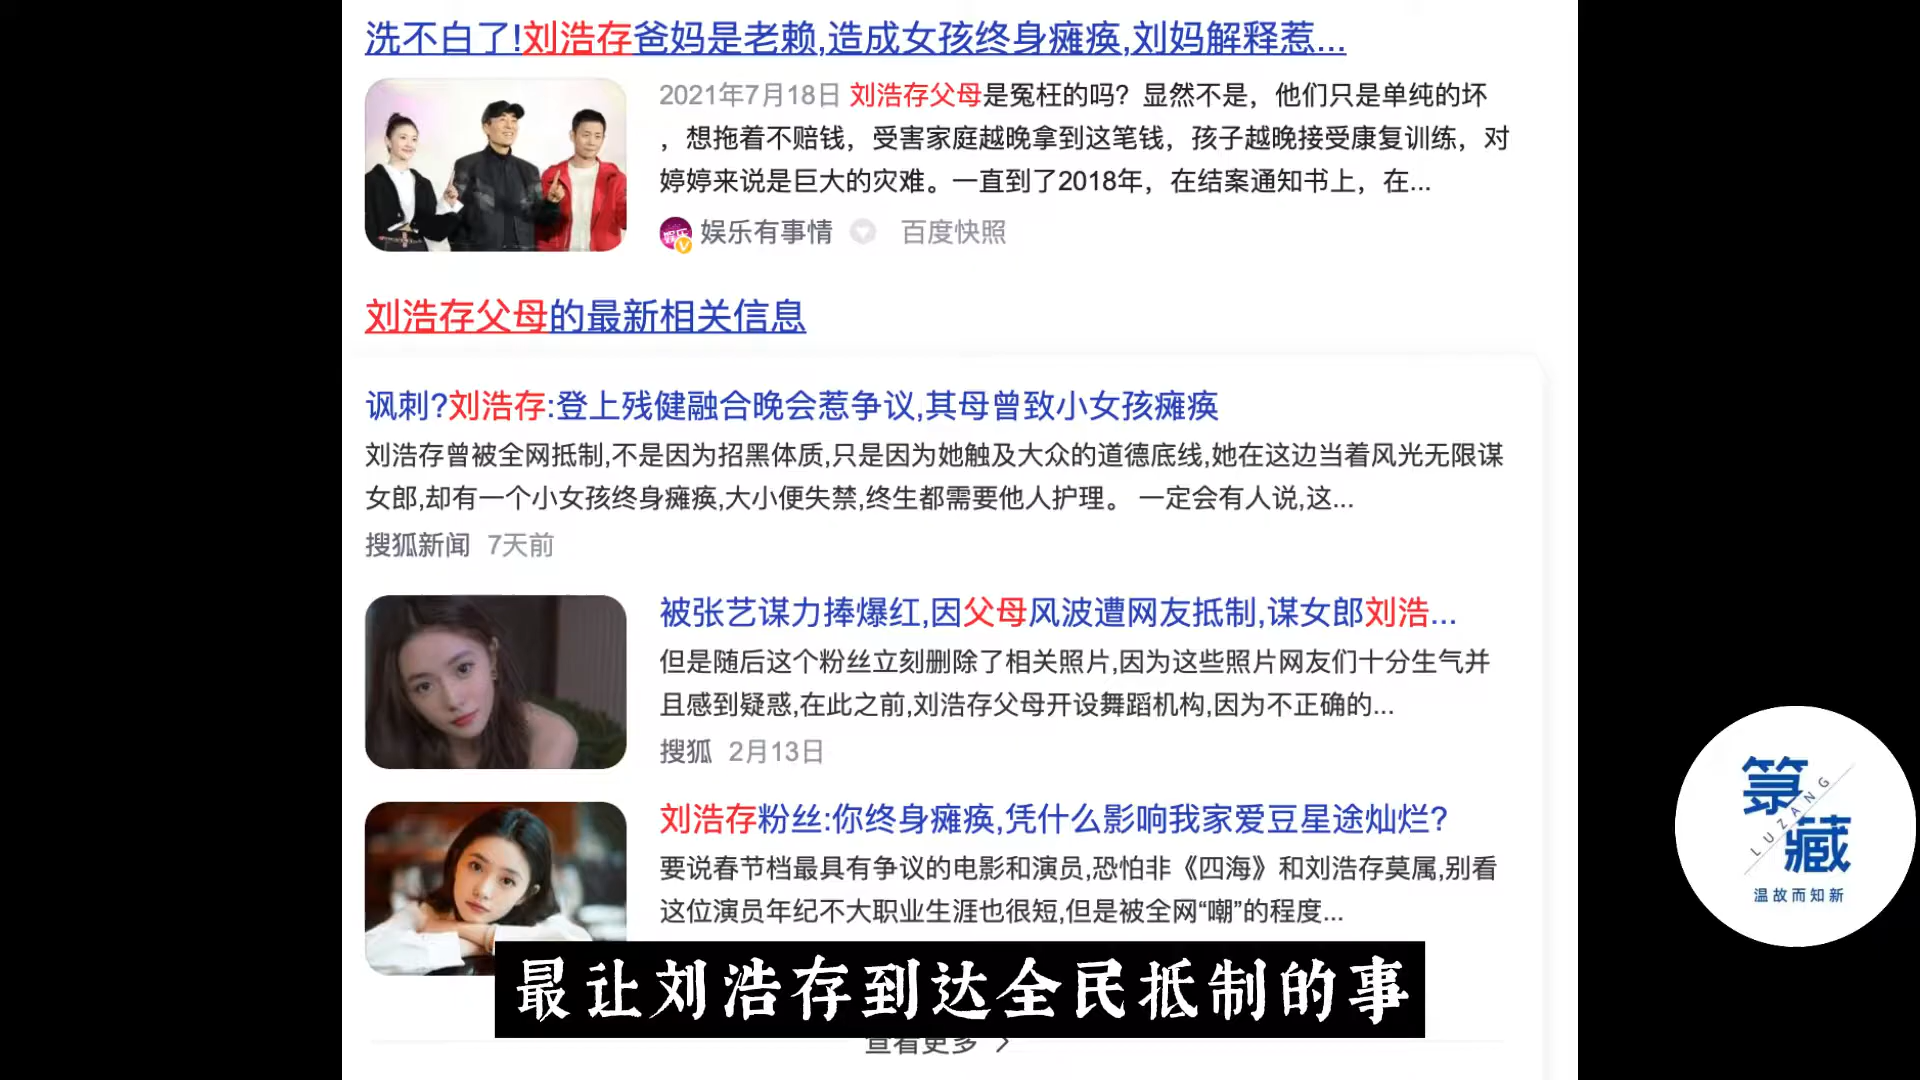 洗不白了!刘浩存爸妈是老赖,造成女孩终身瘫痪,刘妈解释惹...
2021年7月18日 刘浩存父母是冤枉的吗？显然不是，他们只是单纯的坏
，想拖着不赔钱，受害家庭越晚拿到这笔钱，孩子越晚接受康复训练，对
婷婷来说是巨大的灾难。一直到了2018年，在结案通知书上，在...
娱乐有事情 百度快照
刘浩存父母的最新相关信息
讽刺?刘浩存:登上残健融合晚会惹争议,其母曾致小女孩瘫痪
刘浩存曾被全网抵制,不是因为招黑体质,只是因为她触及大众的道德底线,她在这边当着风光无限谋
女郎,却有一个小女孩终身瘫痪,大小便失禁,终生都需要他人护理。 一定会有人说,这...
搜狐新闻 7天前
被张艺谋力捧爆红,因父母风波遭网友抵制,谋女郎刘浩...
但是随后这个粉丝立刻删除了相关照片,因为这些照片网友们十分生气并
且感到疑惑,在此之前,刘浩存父母开设舞蹈机构,因为不正确的...
搜狐 2月13日
刘浩存粉丝:你终身瘫痪,凭什么影响我家爱豆星途灿烂?
要说春节档最具有争议的电影和演员,恐怕非《四海》和刘浩存莫属,别看
这位演员年纪不大职业生涯也很短,但是被全网“嘲”的程度...
最让刘浩存到达全民抵制的事
查看更多
箓藏
LUZANG
温故而知新